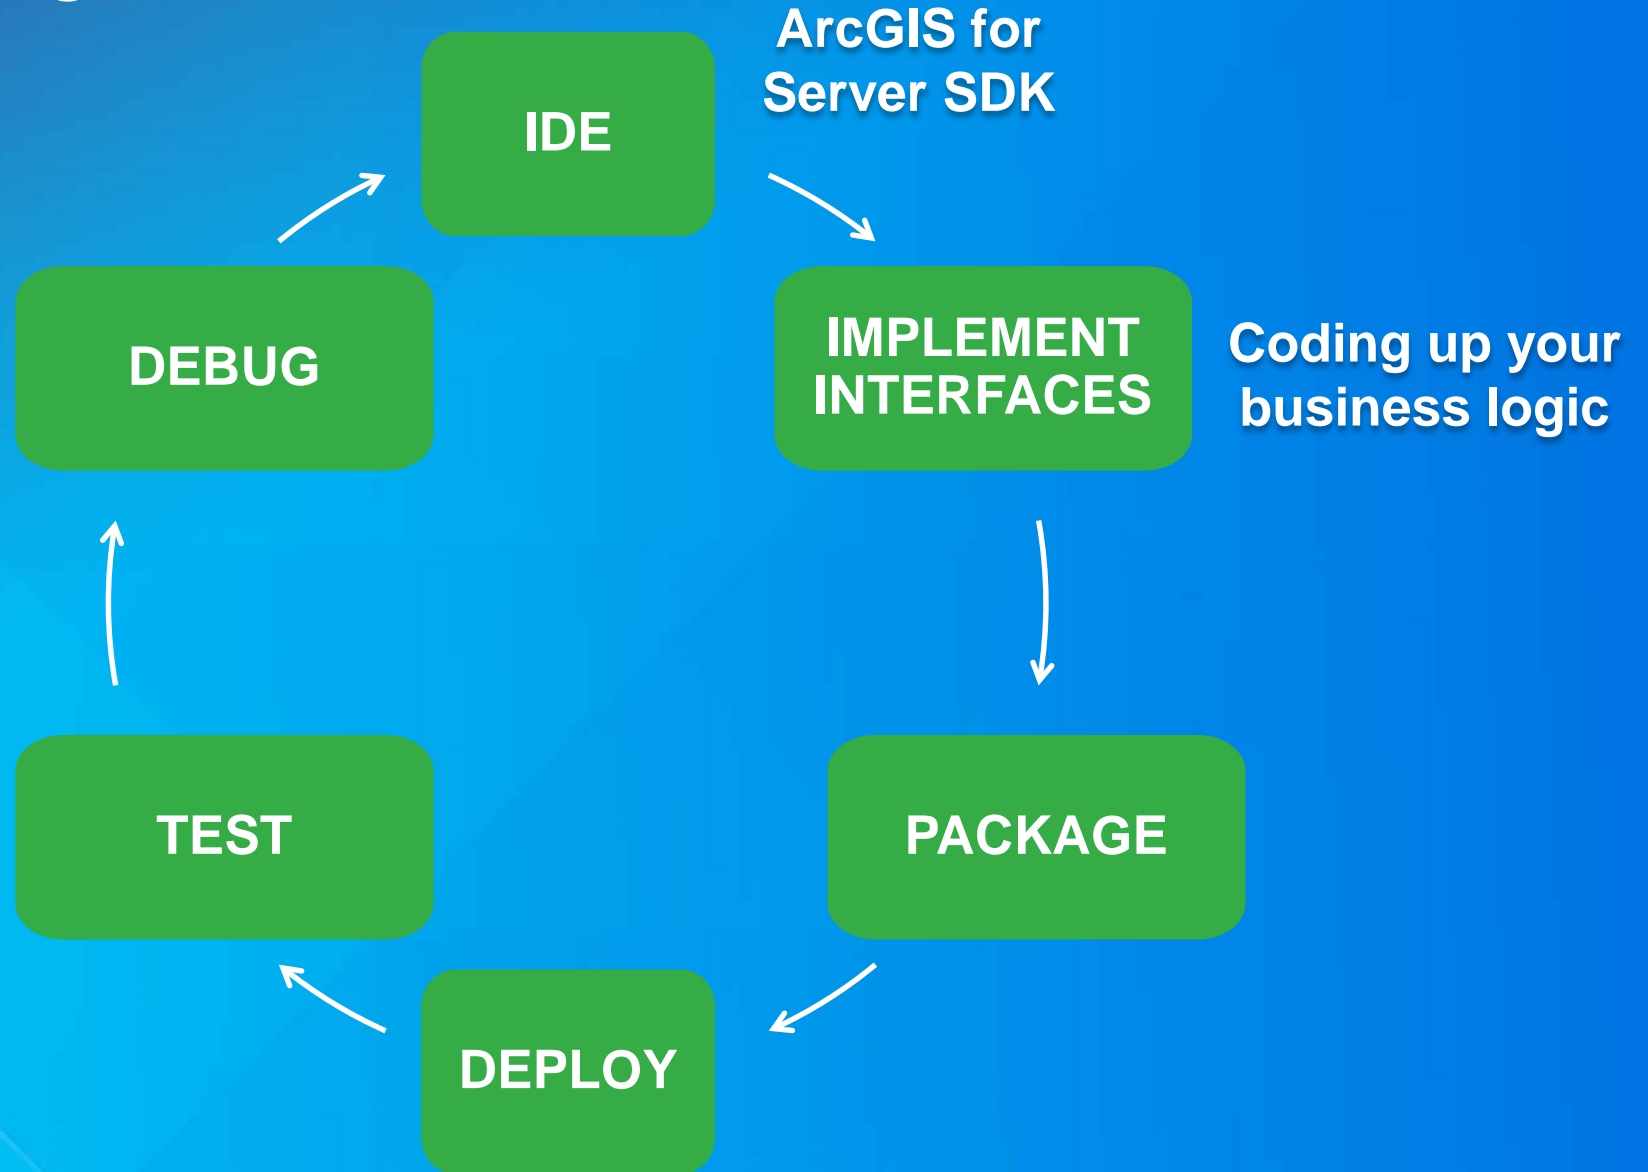 ArcGIS for
Server SDK
IDE
IMPLEMENT
INTERFACES
Coding up your
business logic
DEBUG
TEST
PACKAGE
DEPLOY